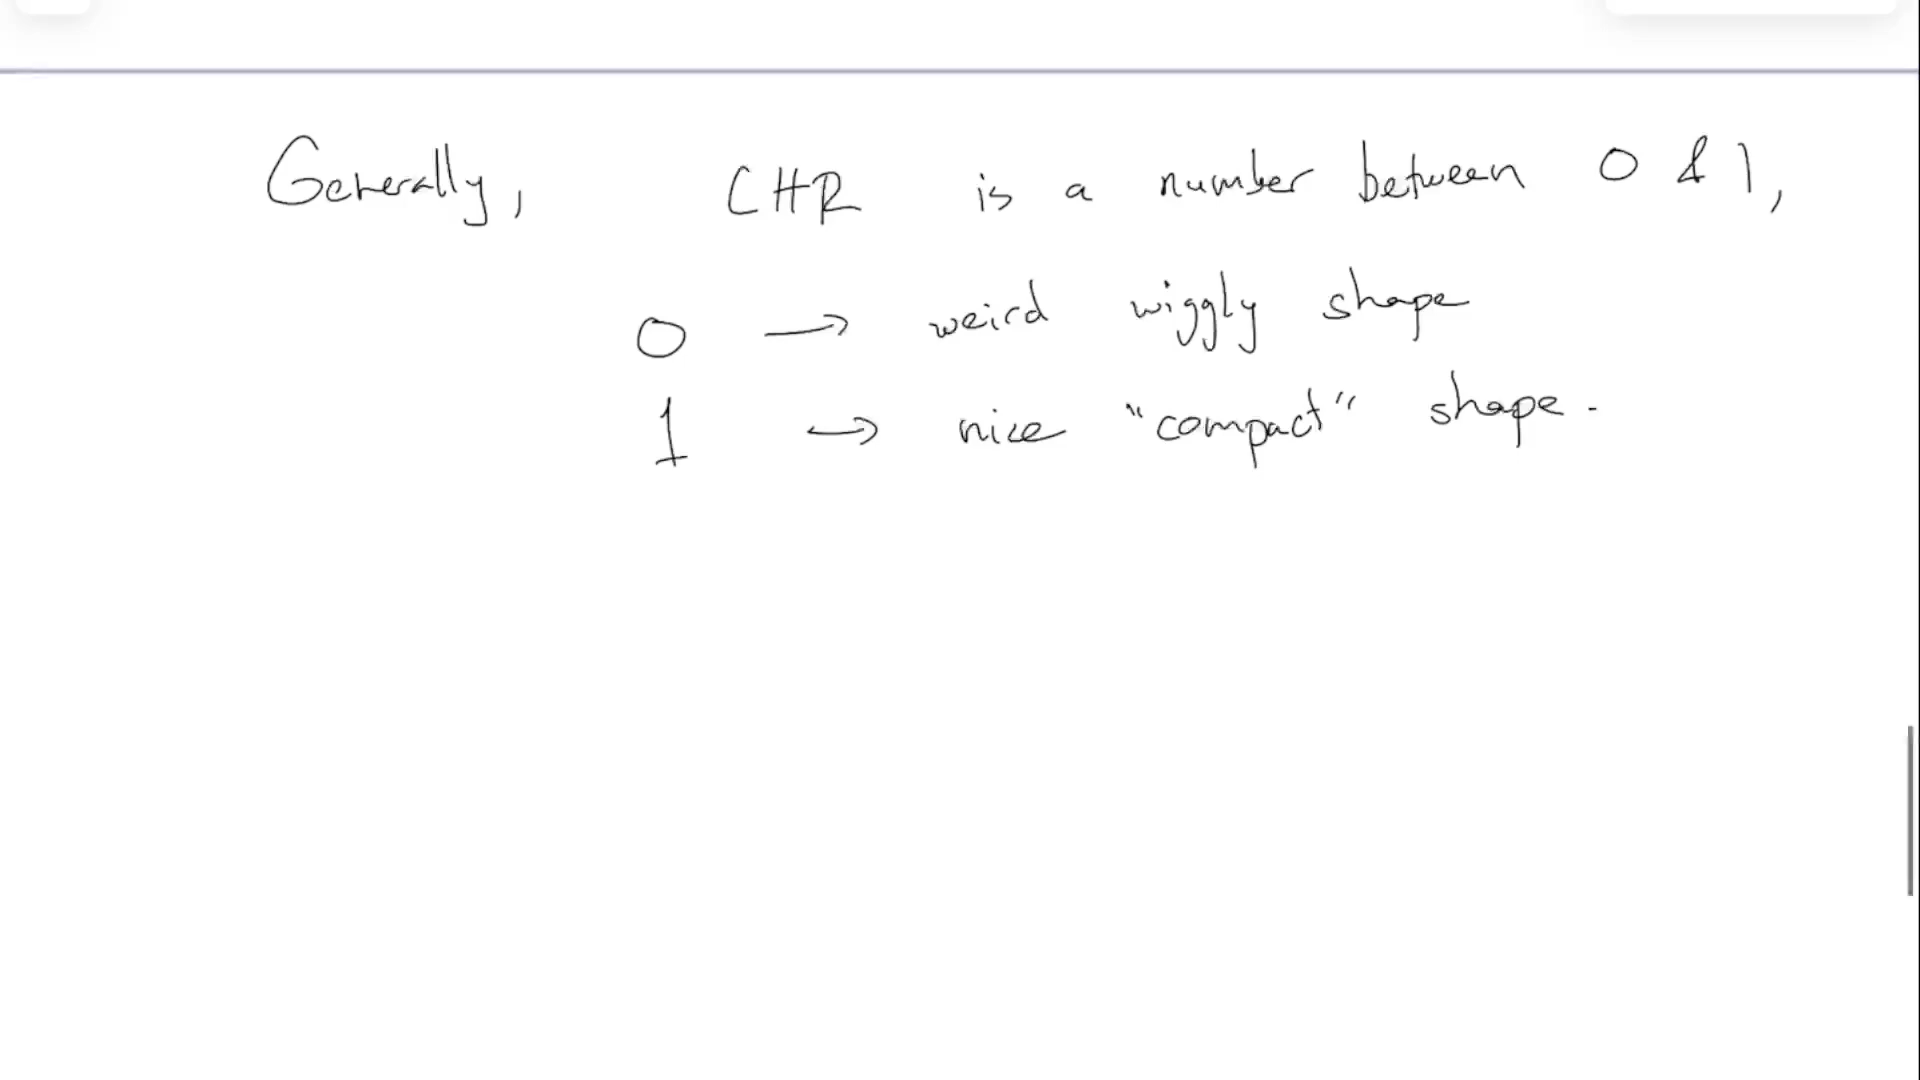 Generally, CHR is a number between 0 & 1,
0 → weird wiggly shape
1 ↔ nice "compact" shape.